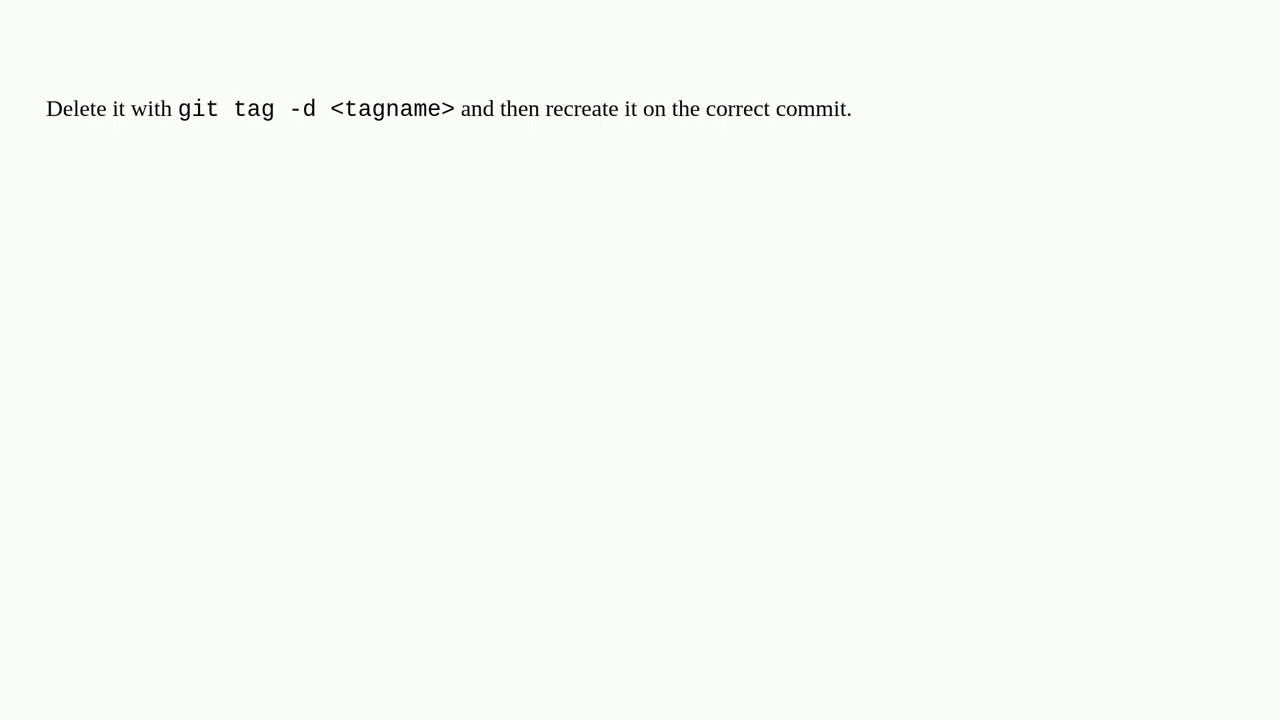 Delete it with git tag -d <tagname> and then recreate it on the correct commit.